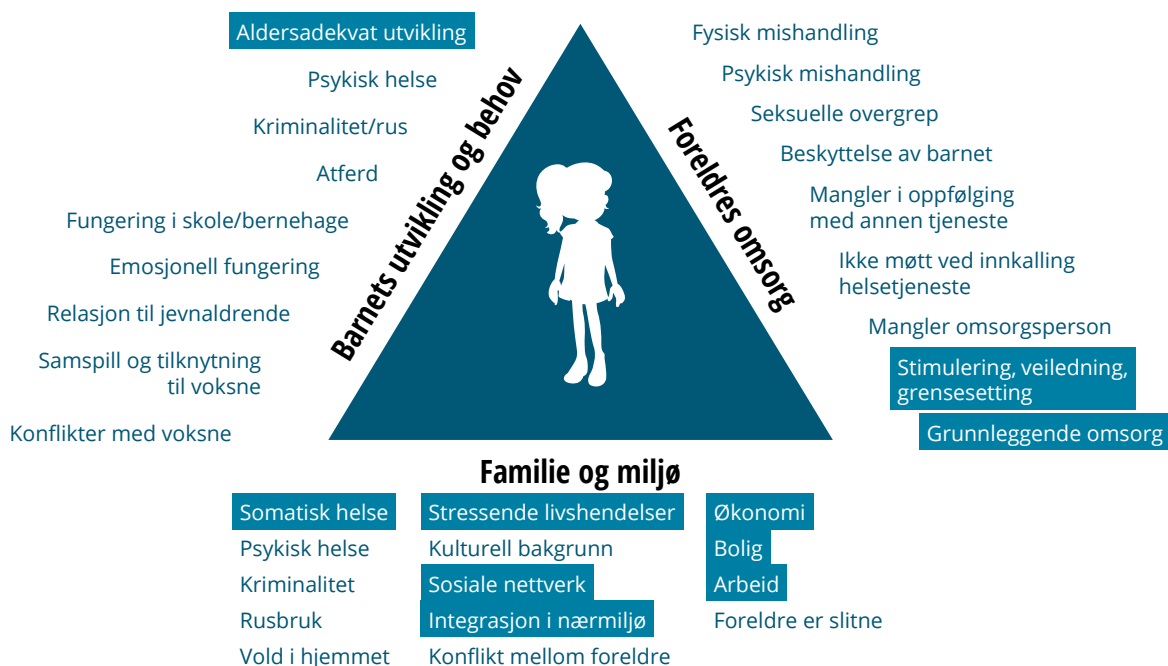 Aldersadekvat utvikling
Psykisk helse
Kriminalitet/rus
Atferd
Fungering i skole/bernehage
Emosjonell fungering
Relasjon til jevnaldrende
Samspill og tilknytning
til voksne
Konflikter med voksne
Barnets utvikling og behov
Foreldres omsorg
Fysisk mishandling
Psykisk mishandling
Seksuelle overgrep
Beskyttelse av barnet
Mangler i oppfølging
med annen tjeneste
Ikke møtt ved innkalling
helsetjeneste
Mangler omsorgsperson
Stimulering, veiledning,
grensesetting
Grunnleggende omsorg
Familie og miljø
Somatisk helse
Psykisk helse
Kriminalitet
Rusbruk
Vold i hjemmet
Stressende livshendelser
Kulturell bakgrunn
Sosiale nettverk
Integrasjon i nærmiljø
Konflikt mellom foreldre
Økonomi
Bolig
Arbeid
Foreldre er slitne